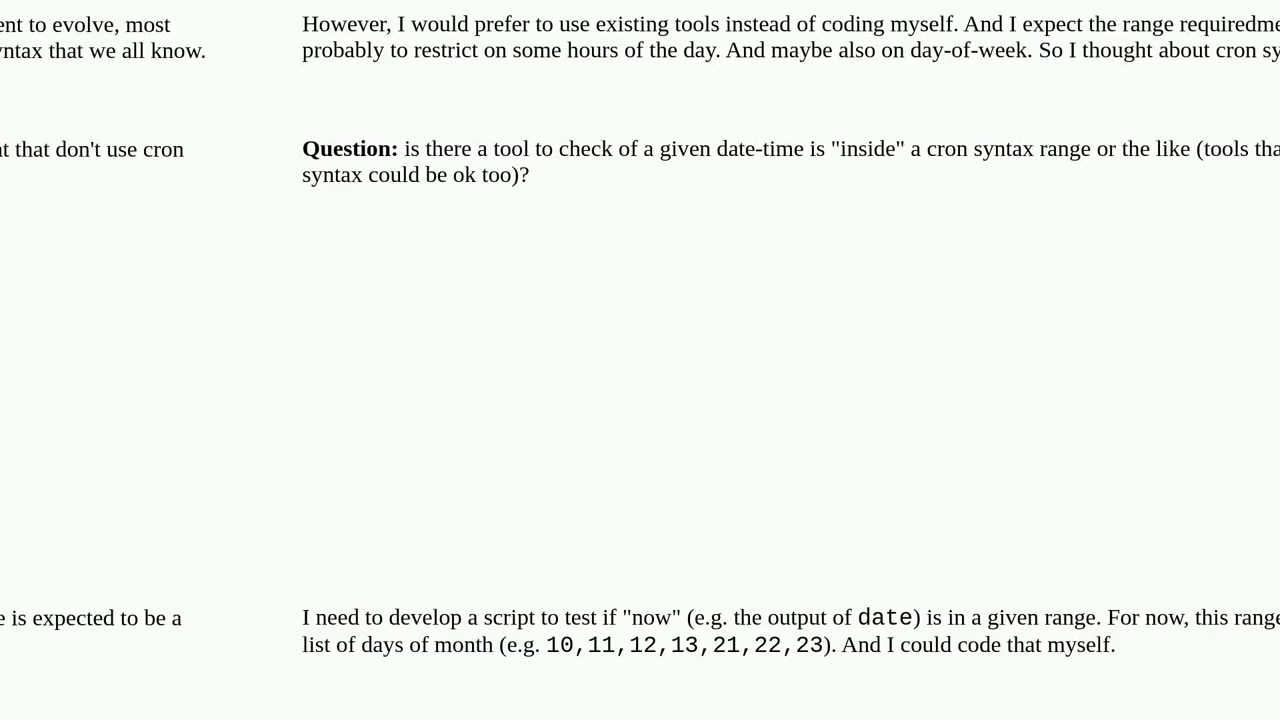 ent to evolve, most
yntax that we all know.
However, I would prefer to use existing tools instead of coding myself. And I expect the range requiredme
probably to restrict on some hours of the day. And maybe also on day-of-week. So I thought about cron sy
t that don't use cron
Question: is there a tool to check of a given date-time is "inside" a cron syntax range or the like (tools tha
syntax could be ok too)?
e is expected to be a
I need to develop a script to test if "now" (e.g. the output of date) is in a given range. For now, this range
list of days of month (e.g. 10,11,12,13,21,22,23). And I could code that myself.